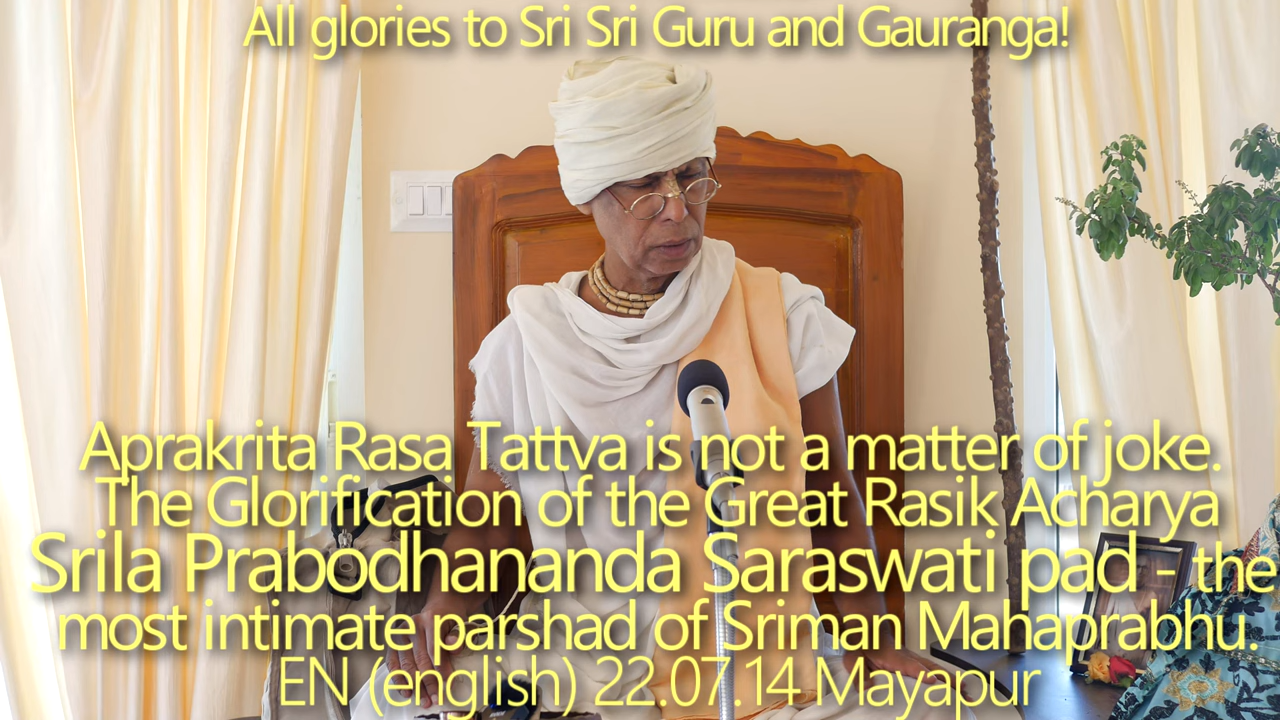 All glories to Sri Sri Guru and Gauranga!
Aprakrita Rasa Tattva is not a matter of joke.
The Glorification of the Great Rasik Acharya
Srila Prabodhananda Saraswati pad - the
most intimate parshad of Sriman Mahaprabhu.
EN (english) 22.07.14 Mayapur